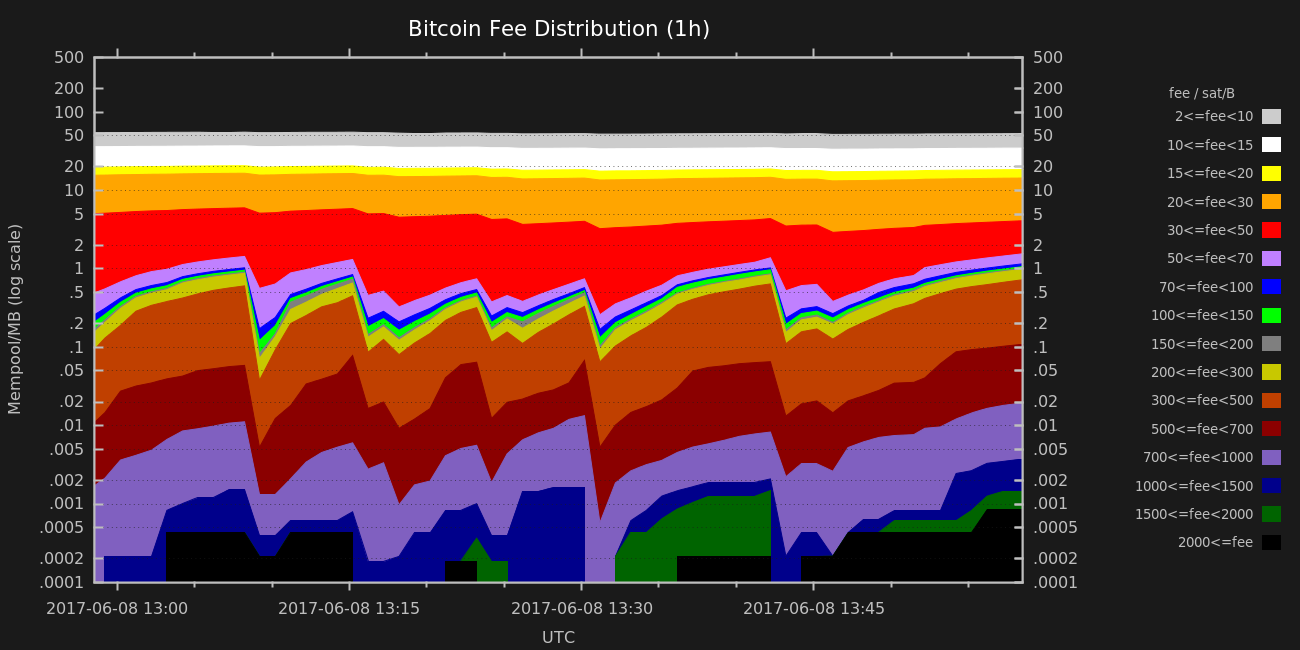 Bitcoin Fee Distribution (1h)
500
200
100
50
20
10
5
2
1
.5
.2
.1
.05
.02
.01
.005
.002
.001
.0005
.0002
.0001
Mempool/MB (log scale)
500
200
100
50
20
10
5
2
1
.5
.2
.1
.05
.02
.01
.005
.002
.001
.0005
.0002
.0001
2017-06-08 13:00 2017-06-08 13:15 2017-06-08 13:30 2017-06-08 13:45
UTC
fee / sat/B
2<=fee<10
10<=fee<15
15<=fee<20
20<=fee<30
30<=fee<50
50<=fee<70
70<=fee<100
100<=fee<150
150<=fee<200
200<=fee<300
300<=fee<500
500<=fee<700
700<=fee<1000
1000<=fee<1500
1500<=fee<2000
2000<=fee